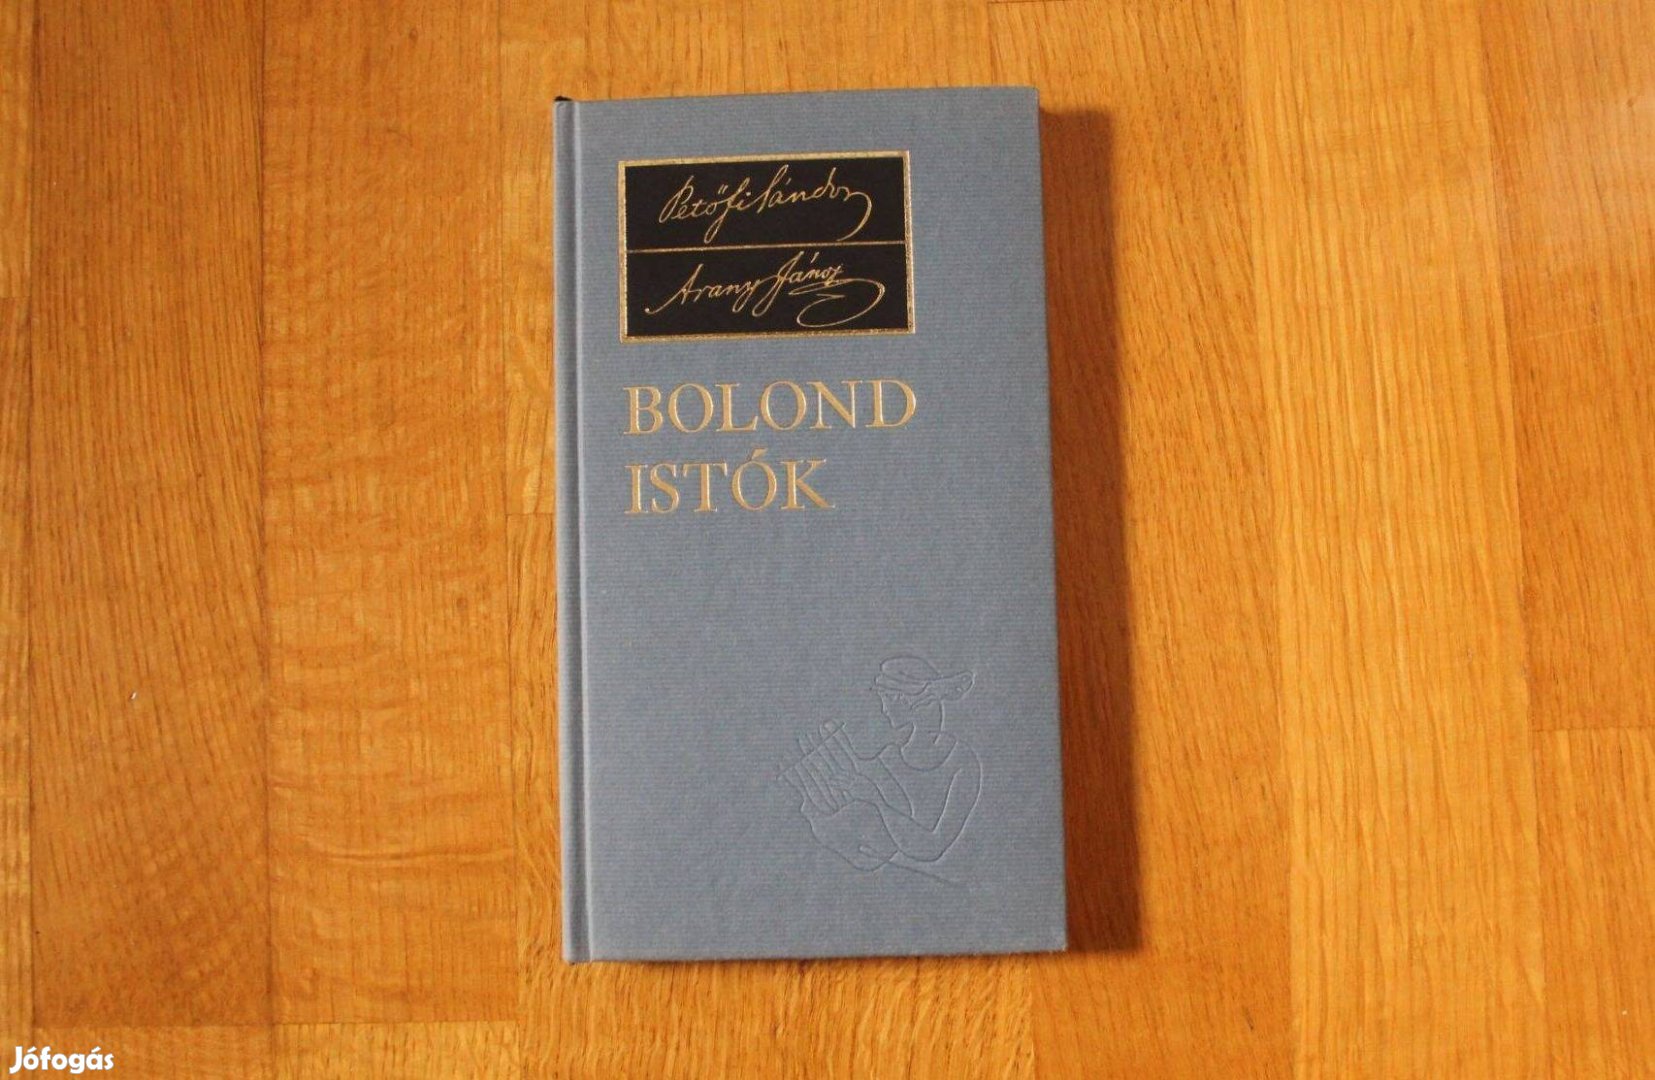 Petőfi Sándor
Arany János
BOLOND
ISTÓK
Jófogás